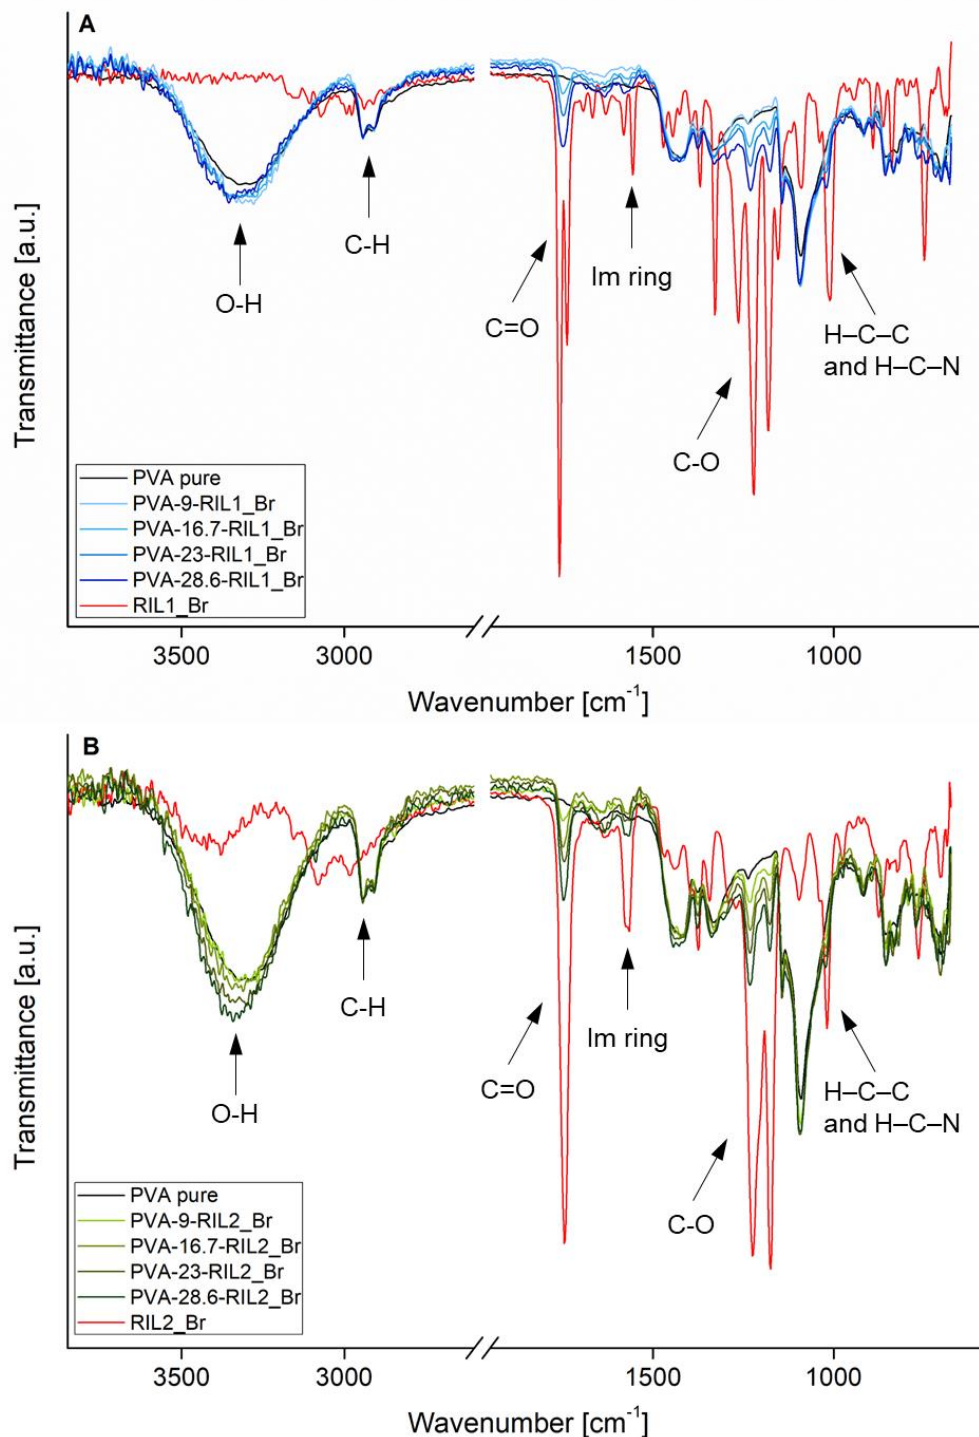 A
Transmittance [a.u.]
O-H
C-H
C=O
Im ring
C-O
H–C–C
and H–C–N
PVA pure
PVA-9-RIL1_Br
PVA-16.7-RIL1_Br
PVA-23-RIL1_Br
PVA-28.6-RIL1_Br
RIL1_Br
3500 3000 1500 1000
Wavenumber [cm⁻¹]
B
Transmittance [a.u.]
O-H
C-H
C=O
Im ring
C-O
H–C–C
and H–C–N
PVA pure
PVA-9-RIL2_Br
PVA-16.7-RIL2_Br
PVA-23-RIL2_Br
PVA-28.6-RIL2_Br
RIL2_Br
3500 3000 1500 1000
Wavenumber [cm⁻¹]